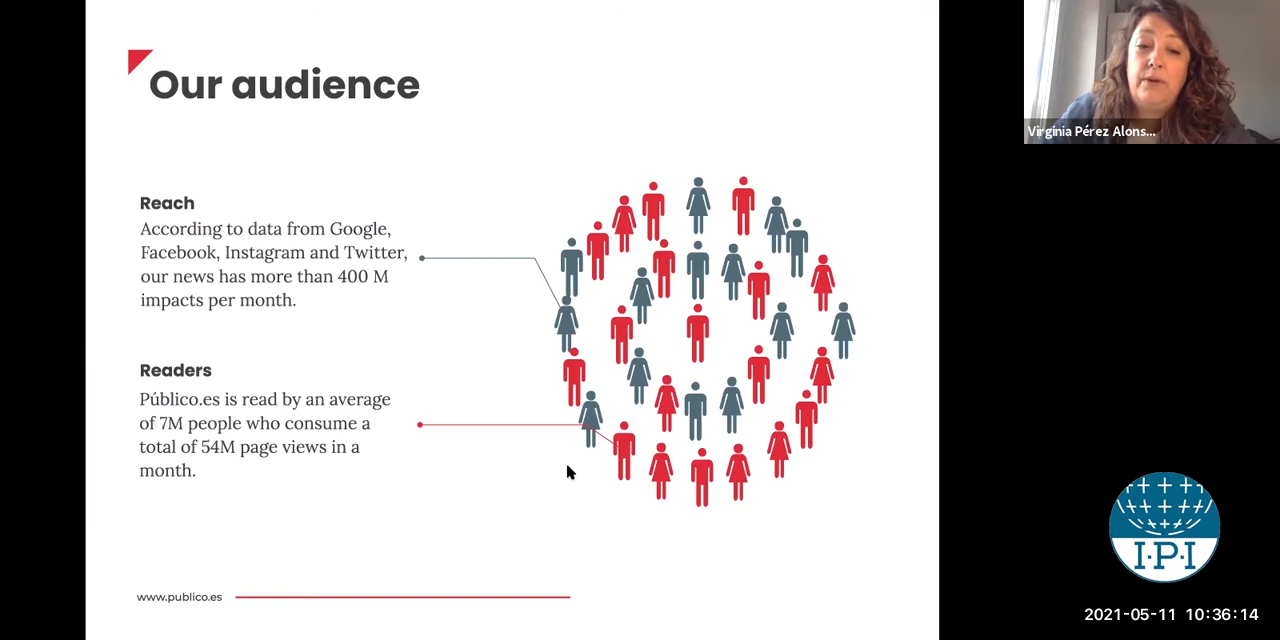 Our audience
Reach
According to data from Google,
Facebook, Instagram and Twitter,
our news has more than 400 M
impacts per month.
Readers
Público.es is read by an average
of 7M people who consume a
total of 54M page views in a
month.
www.publico.es
Virginia Pérez Alons...
I·P·I
2021-05-11 10:36:14